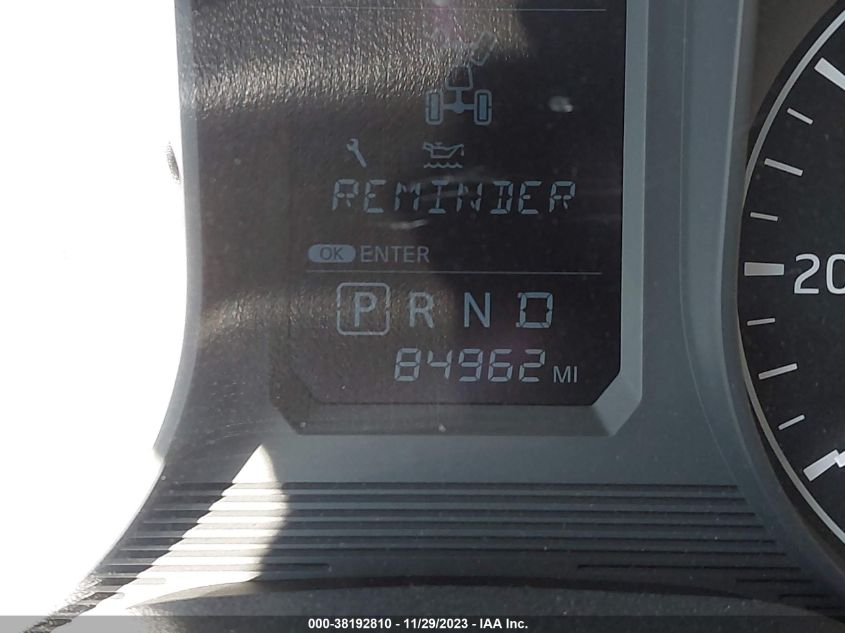 REMINDER
OK ENTER
P R N D
84962 MI
20
000-38192810 - 11/29/2023 - IAA Inc.